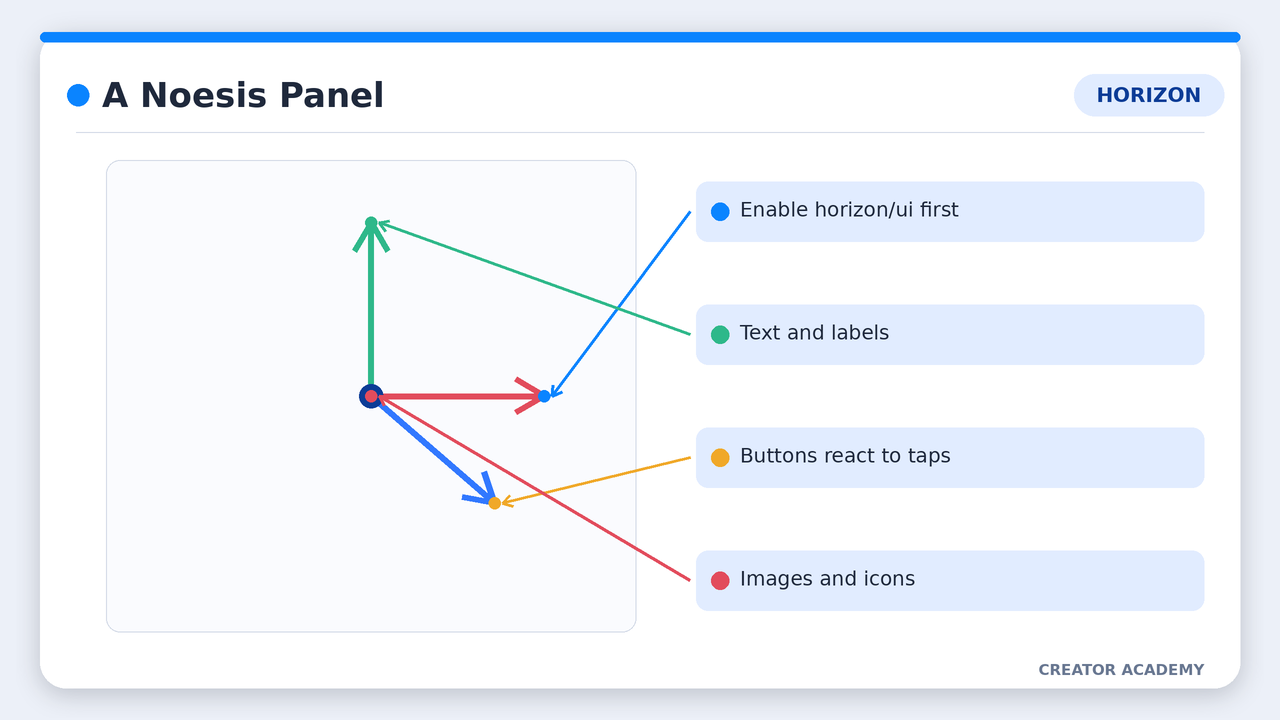 A Noesis Panel
HORIZON
Enable horizon/ui first
Text and labels
Buttons react to taps
Images and icons
CREATOR ACADEMY